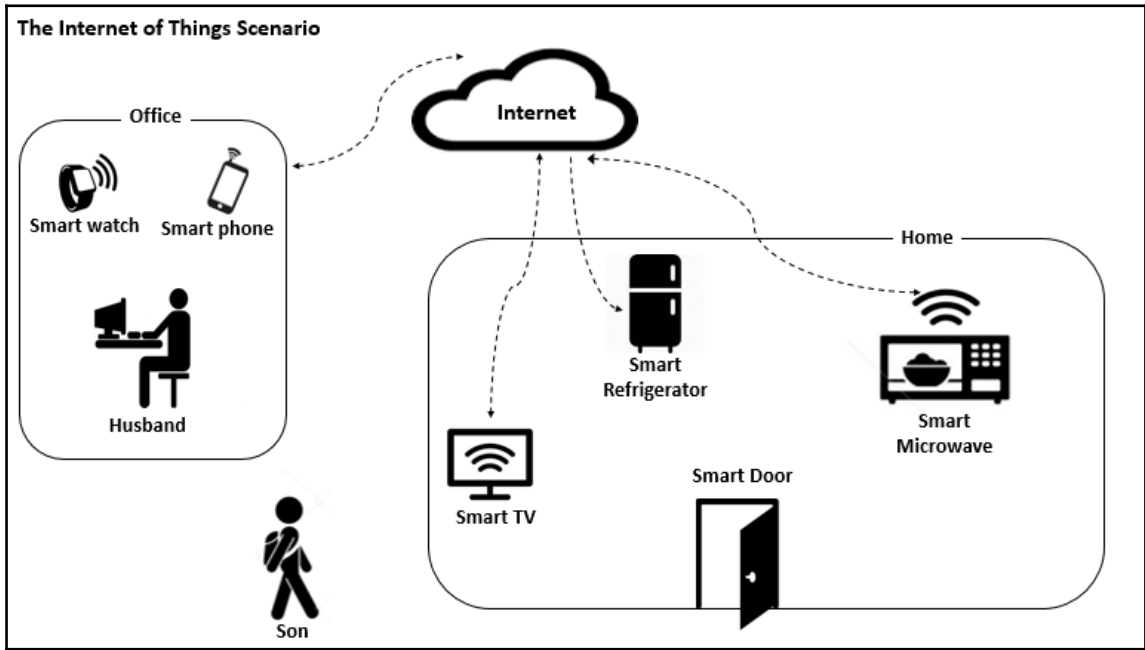 The Internet of Things Scenario
Internet
Office
Smart watch
Smart phone
Husband
Home
Smart
Refrigerator
Smart
Microwave
Smart TV
Smart Door
Son